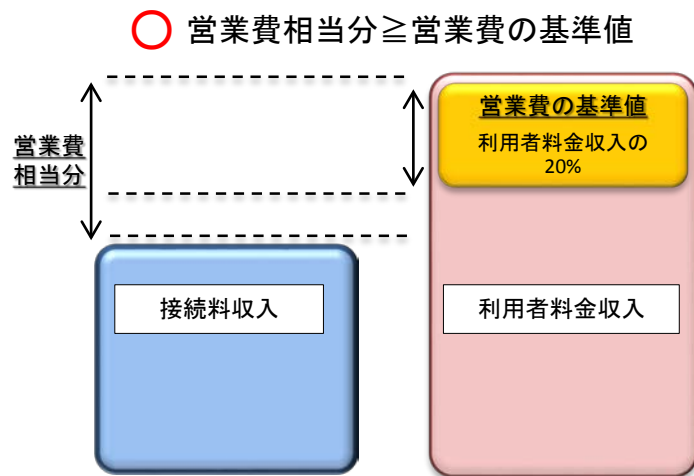 ○ 営業費相当分≧営業費の基準値
営業費
相当分
営業費の基準値
利用者料金収入の
20%
接続料収入
利用者料金収入